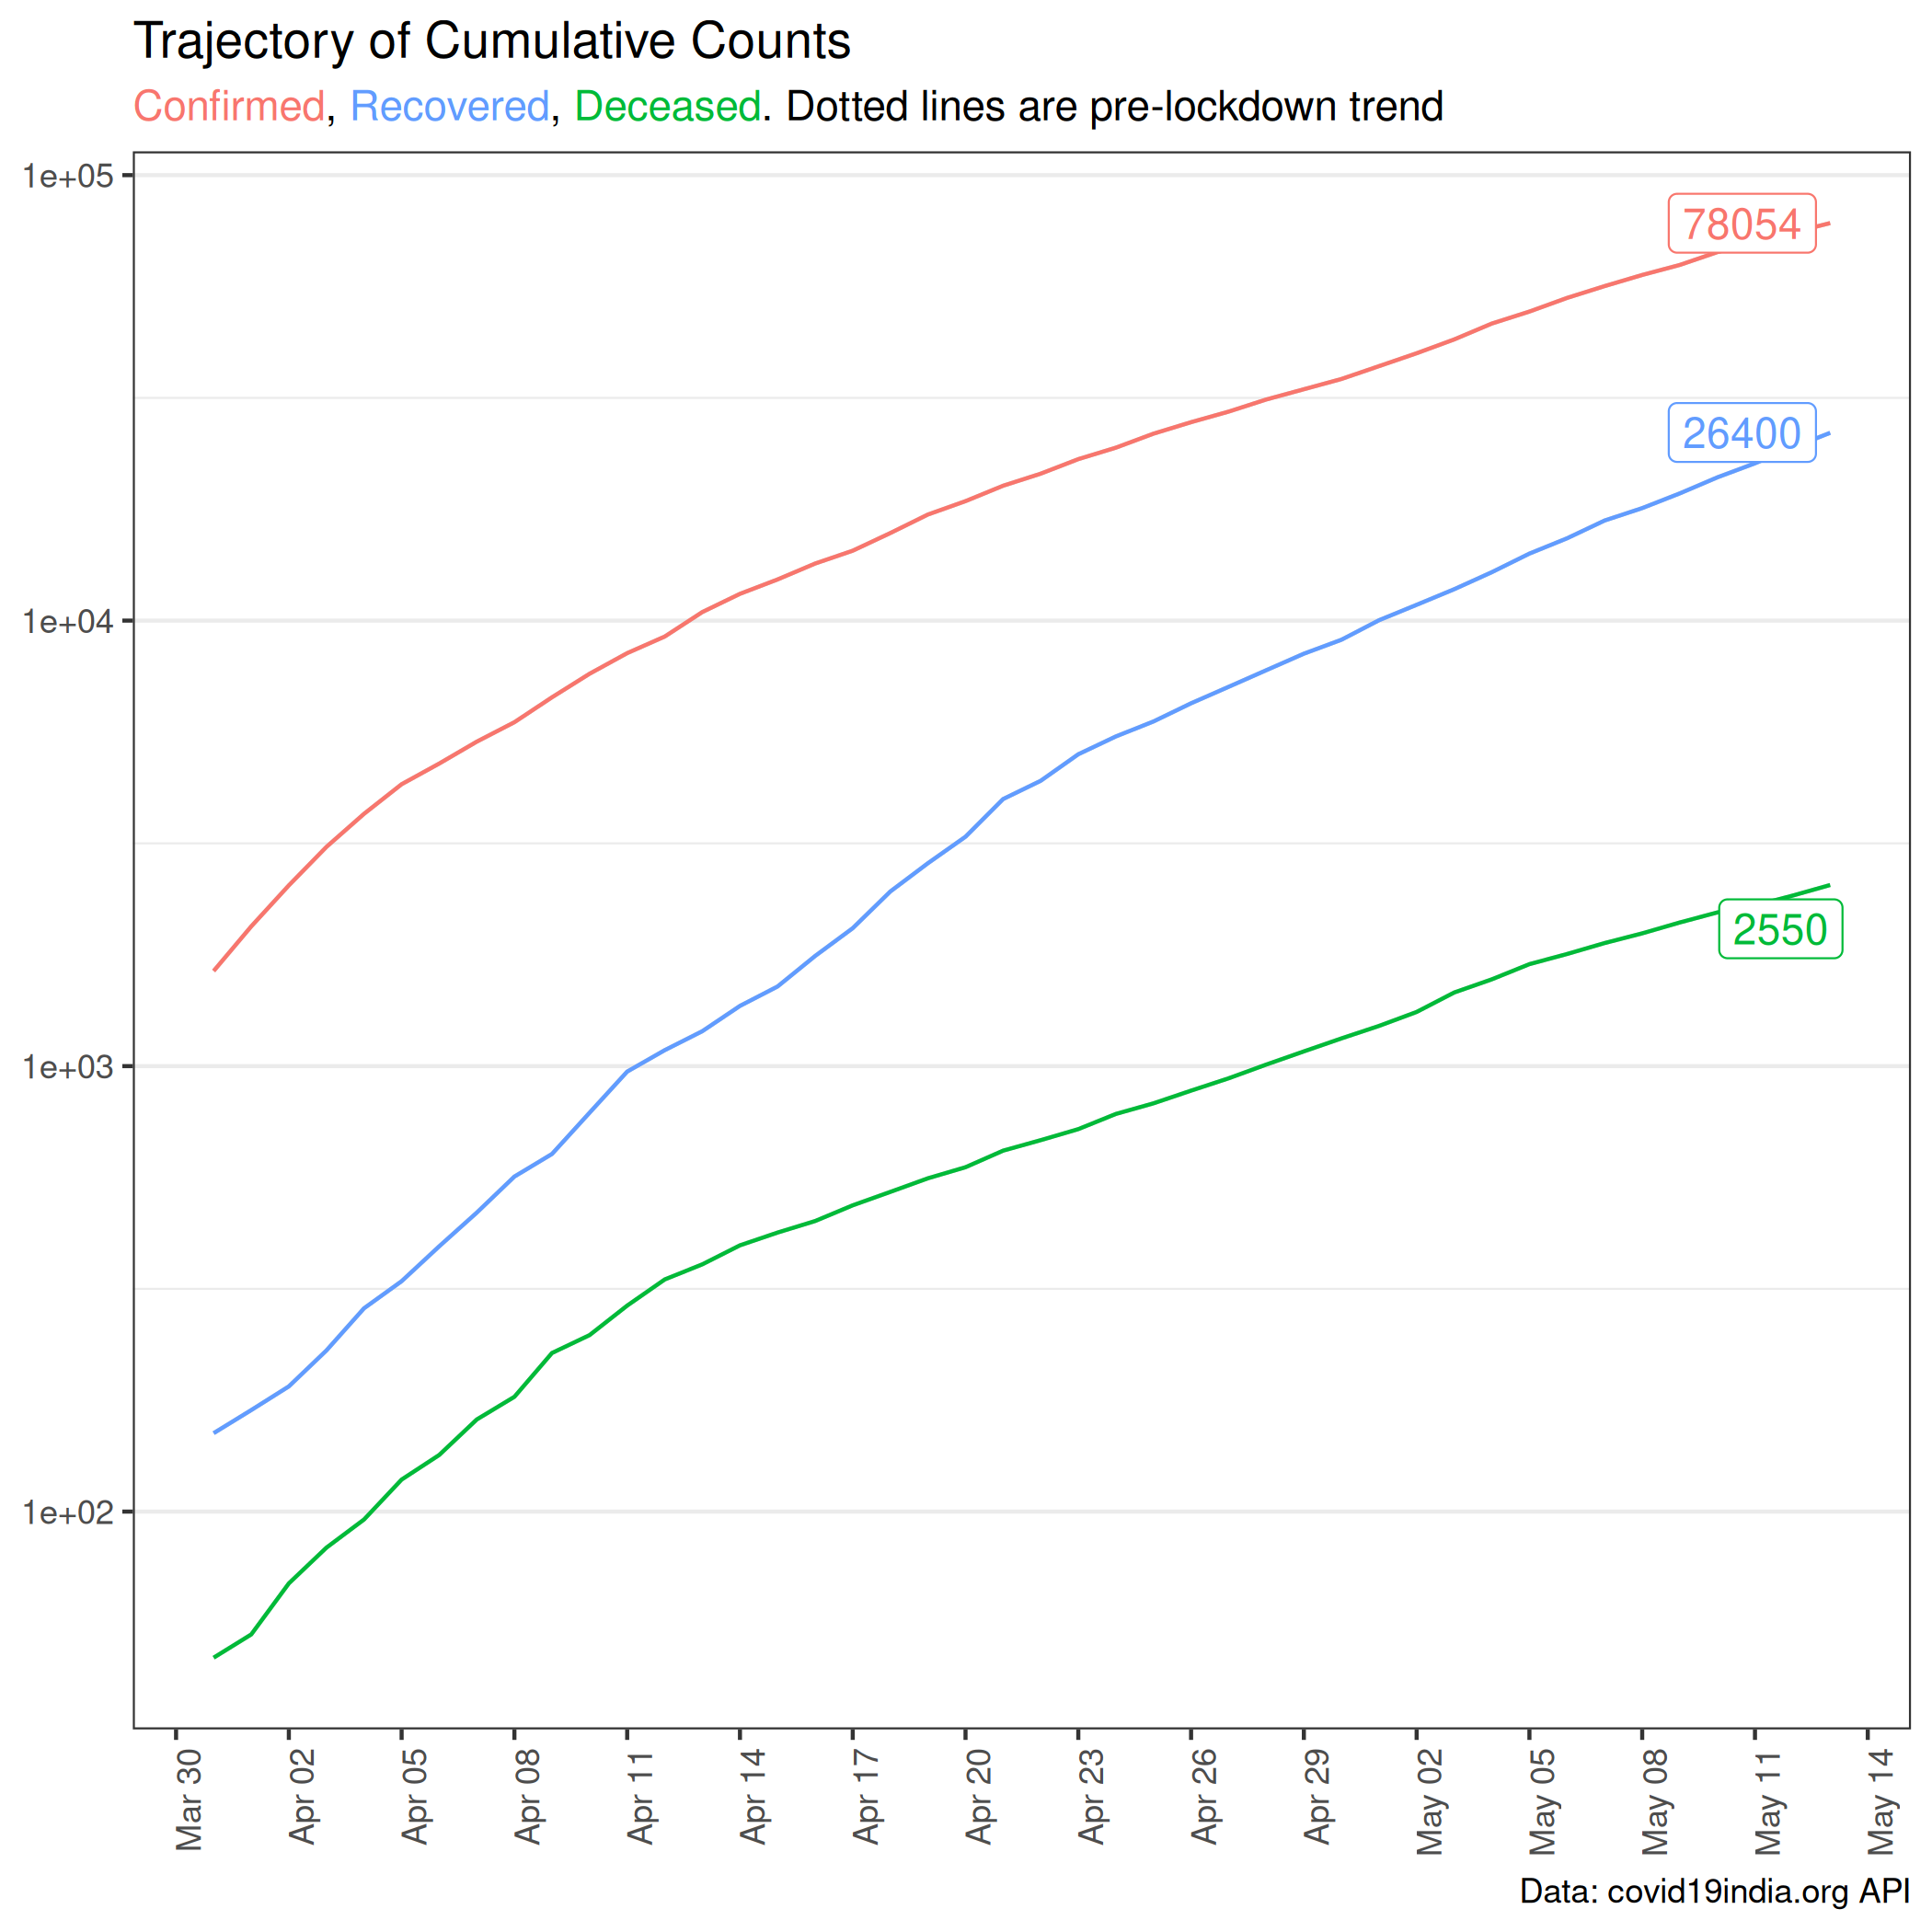 Trajectory of Cumulative Counts
Confirmed, Recovered, Deceased. Dotted lines are pre-lockdown trend
1e+05
78054
26400
1e+04
2550
1e+03
1e+02
Mar 30
Apr 02
Apr 05
Apr 08
Apr 11
Apr 14
Apr 17
Apr 20
Apr 23
Apr 26
Apr 29
May 02
May 05
May 08
May 11
May 14
Data: covid19india.org API